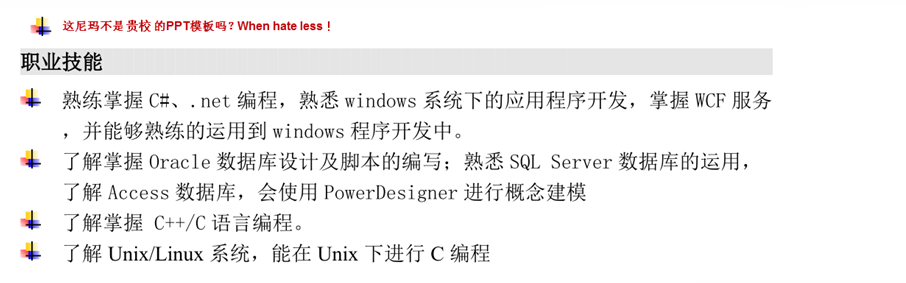 这尼玛不是贵校的PPT模板吗？When hate less！
职业技能
熟练掌握 C#、.net 编程，熟悉 windows 系统下的应用程序开发，掌握 WCF 服务
，并能够熟练的运用到 windows 程序开发中。
了解掌握 Oracle 数据库设计及脚本的编写；熟悉 SQL Server 数据库的运用，
了解 Access 数据库，会使用 PowerDesigner 进行概念建模
了解掌握 C++/C 语言编程。
了解 Unix/Linux 系统，能在 Unix 下进行 C 编程